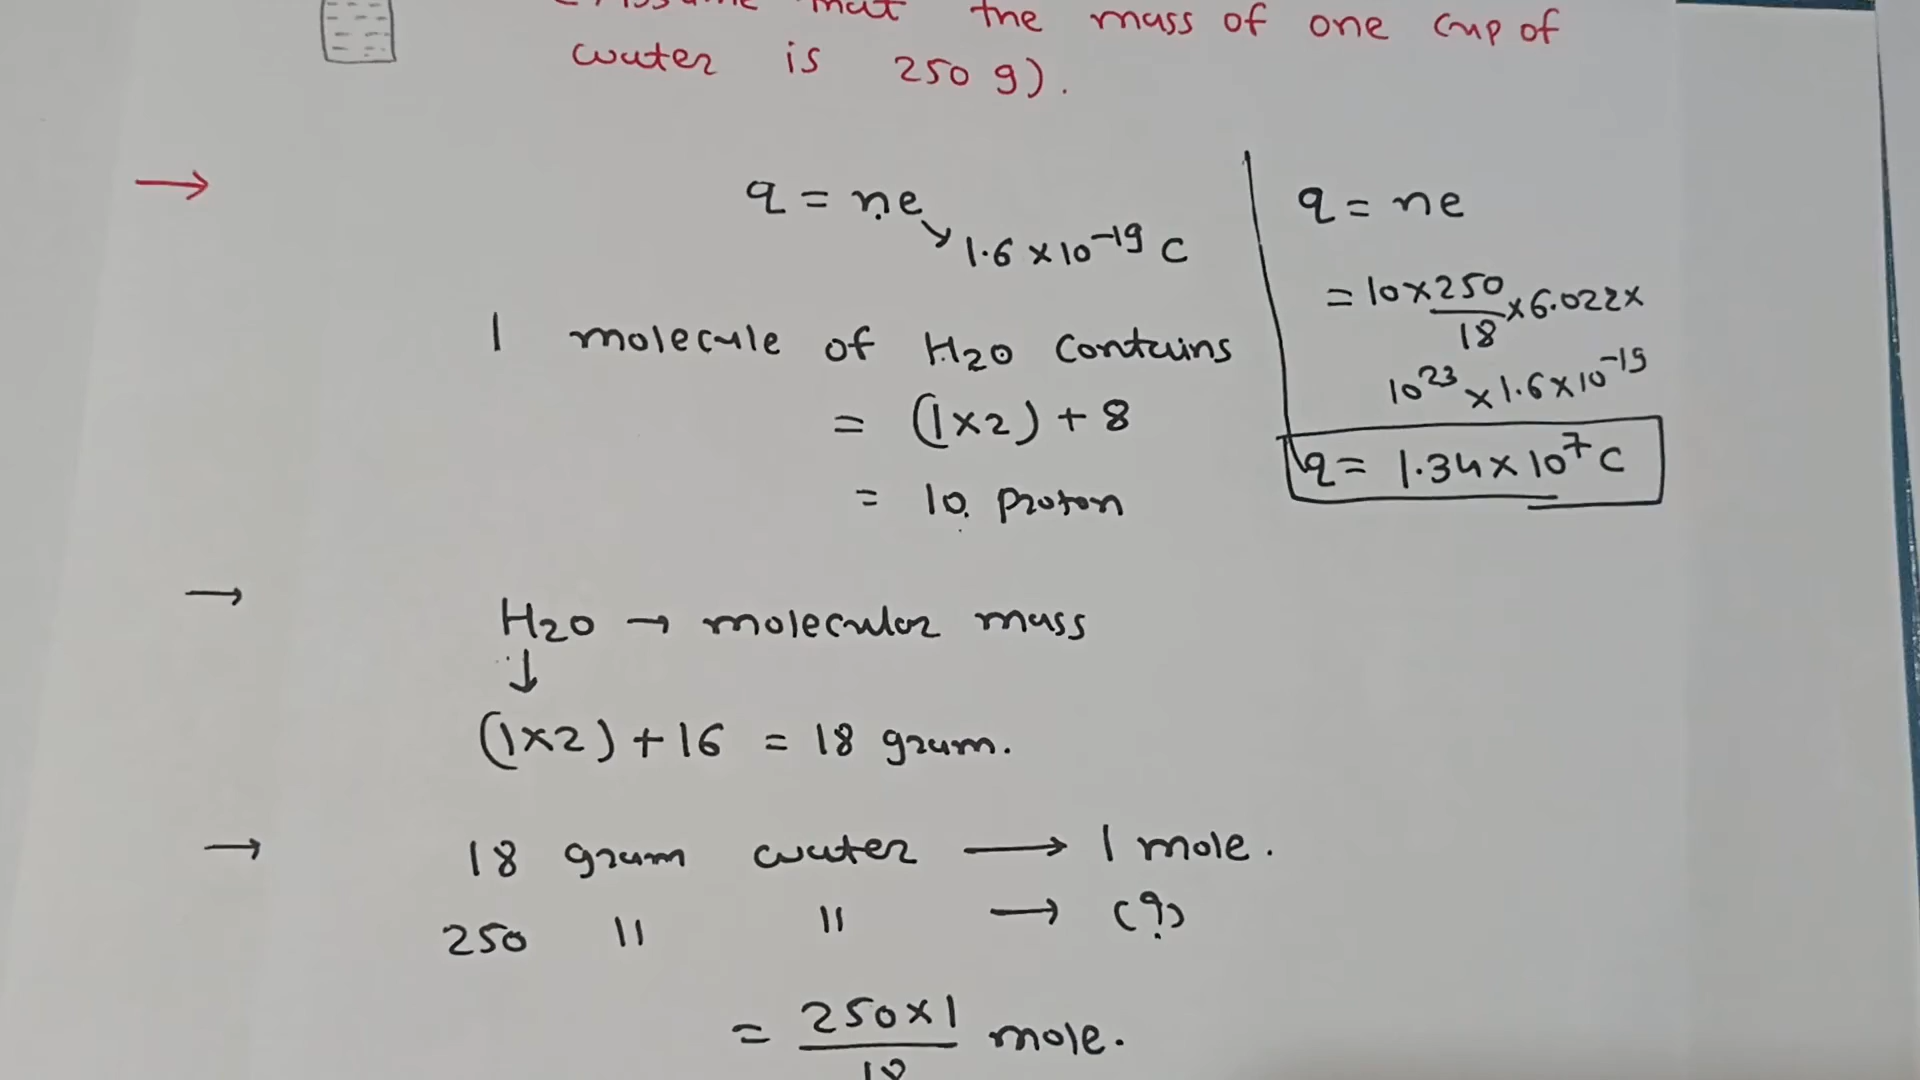 that the mass of one cup of
water is 250 g).
q = ne
1.6 × 10⁻¹⁹ C
1 molecule of H₂O contains
= (1×2) + 8
= 10 proton
H₂O → molecular mass
↓
(1×2) + 16 = 18 gram.
18 gram water → 1 mole.
250 〃 〃 → (?)
= 250×1 / 18 mole.
q = ne
= 10 × 250/18 × 6.022 ×
10²³ × 1.6 × 10⁻¹⁹
q = 1.34 × 10⁷ C